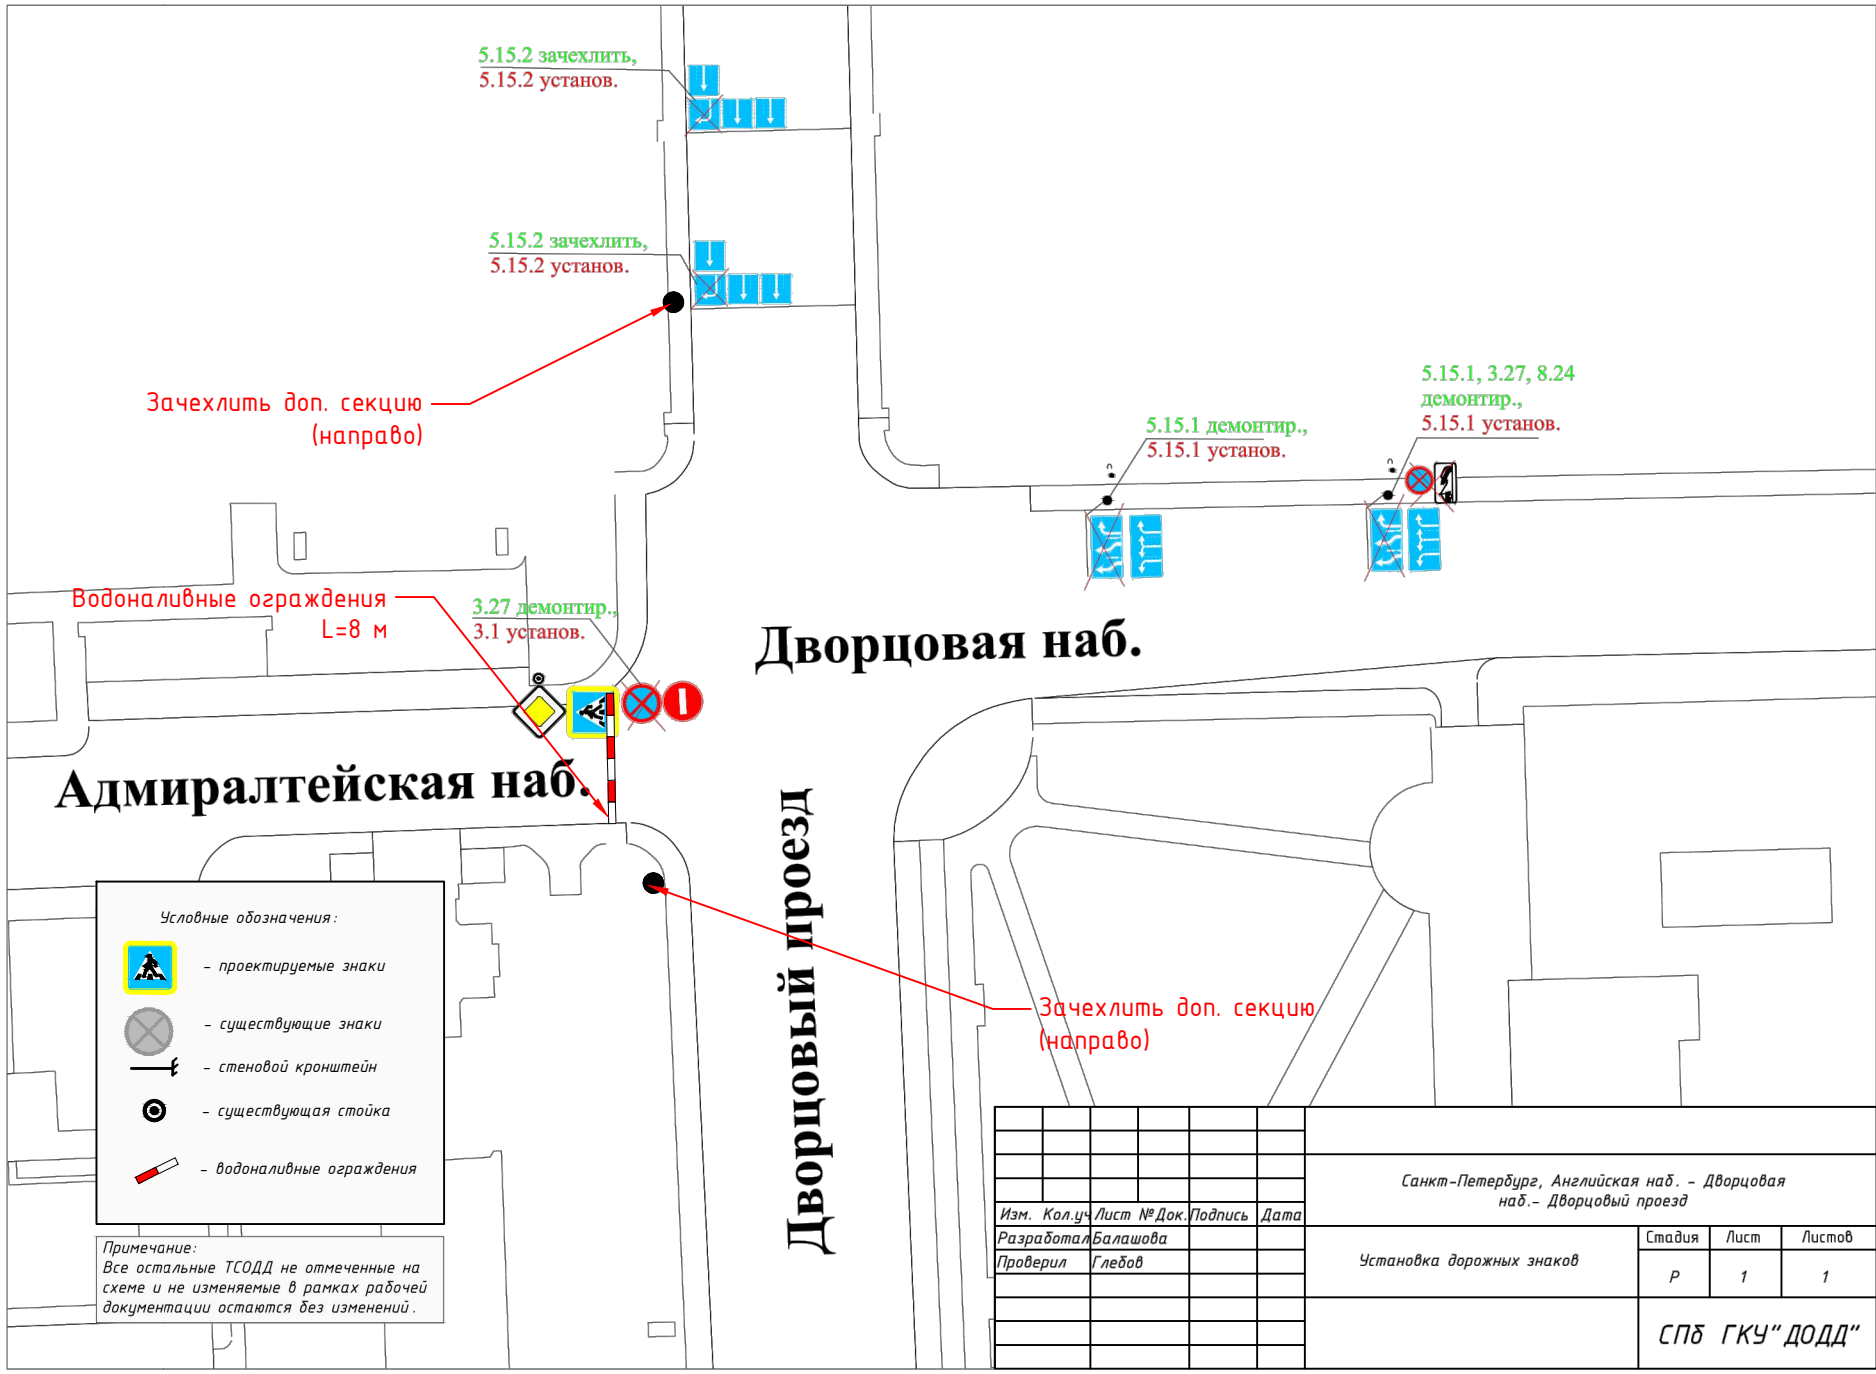 5.15.2 зачехлить,
5.15.2 установ.
5.15.2 зачехлить,
5.15.2 установ.
Зачехлить доп. секцию
(направо)
5.15.1, 3.27, 8.24
демонтир.,
5.15.1 установ.
5.15.1 демонтир.,
5.15.1 установ.
Водоналивные ограждения
L=8 м
3.27 демонтир.,
3.1 установ.
Дворцовая наб.
Адмиралтейская наб.
Дворцовый проезд
Зачехлить доп. секцию
(направо)
Условные обозначения:
- проектируемые знаки
- существующие знаки
- стеновой кронштейн
- существующая стойка
- водоналивные ограждения
Примечание:
Все остальные ТСОДД не отмеченные на
схеме и не изменяемые в рамках рабочей
документации остаются без изменений.
Санкт-Петербург, Английская наб. - Дворцовая
наб.- Дворцовый проезд
Изм. Кол.уч Лист №Док. Подпись Дата
Разработал Балашова
Проверил Глебов
Установка дорожных знаков
Стадия Лист Листов
Р 1 1
СПб ГКУ"ДОДД"